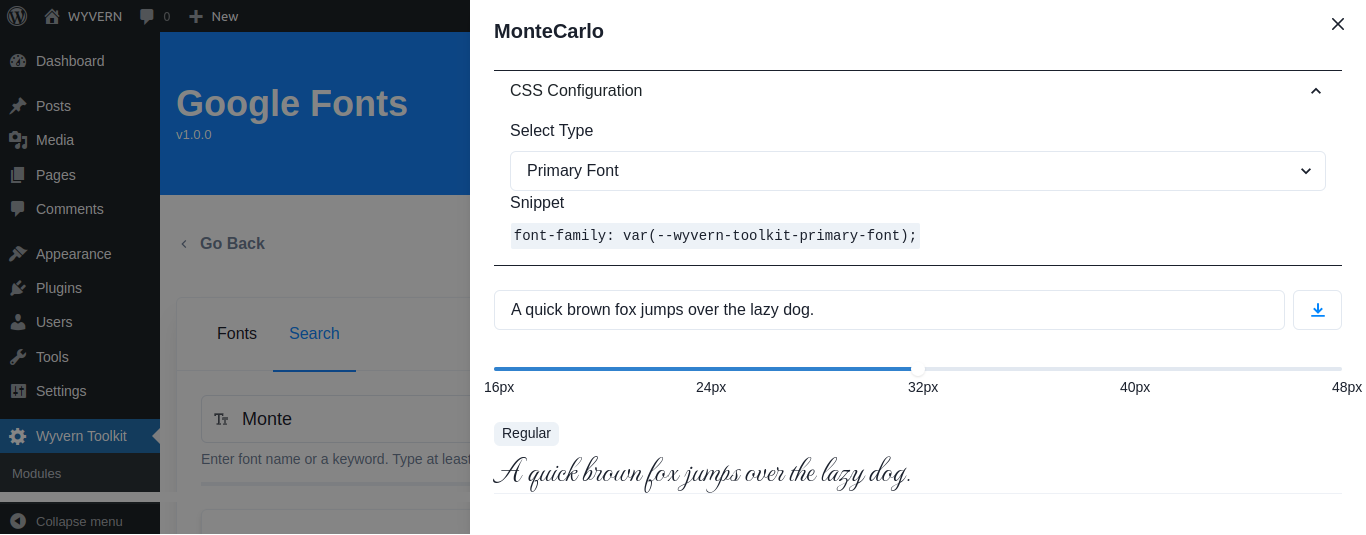 WYVERN 0 New
Dashboard
Posts
Media
Pages
Comments
Appearance
Plugins
Users
Tools
Settings
Wyvern Toolkit
Modules
Collapse menu
Google Fonts
v1.0.0
Go Back
Fonts Search
Monte
Enter font name or a keyword. Type at least
MonteCarlo
CSS Configuration
Select Type
Primary Font
Snippet
font-family: var(--wyvern-toolkit-primary-font);
A quick brown fox jumps over the lazy dog.
16px 24px 32px 40px 48px
Regular
A quick brown fox jumps over the lazy dog.